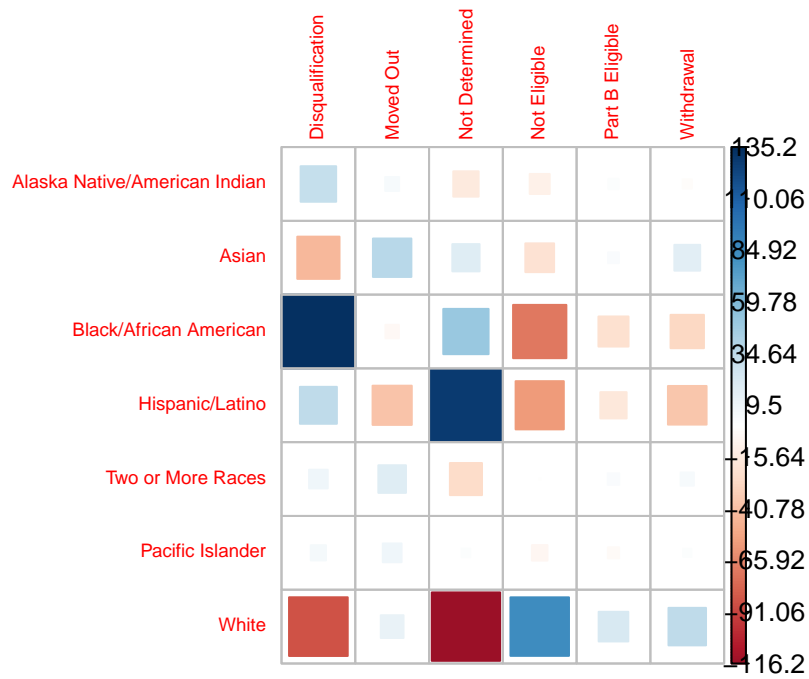 Disqualification
Moved Out
Not Determined
Not Eligible
Part B Eligible
Withdrawal
Alaska Native/American Indian
Asian
Black/African American
Hispanic/Latino
Two or More Races
Pacific Islander
White
135.2
110.06
84.92
59.78
34.64
9.5
-15.64
-40.78
-65.92
-91.06
-116.2